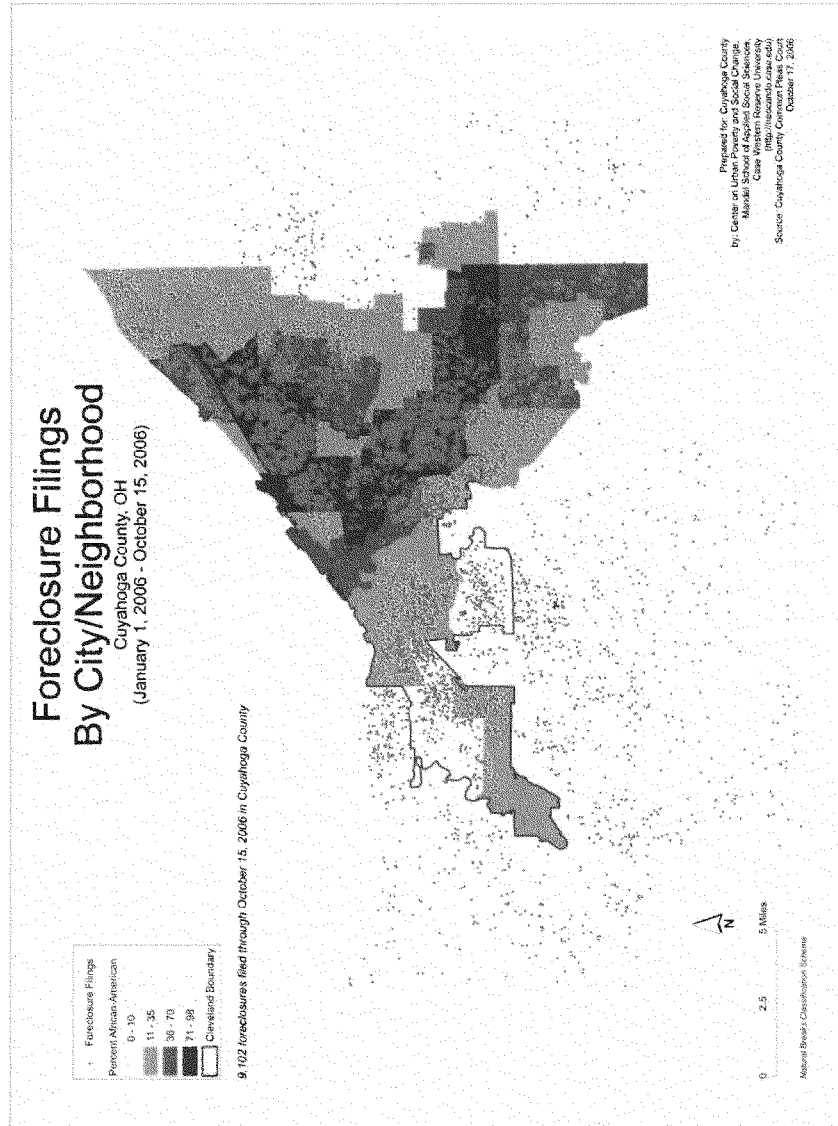 Foreclosure Filings
By City/Neighborhood
Cuyahoga County, OH
(January 1, 2006 - October 15, 2006)
Foreclosure Filings
Percent African-American
0 - 10
11 - 35
36 - 70
71 - 98
Cleveland Boundary
9,102 foreclosures filed through October 15, 2006 in Cuyahoga County
N
0 2.5 5 Miles
Natural Breaks Classification Scheme
Prepared for: Cuyahoga County
by: Center on Urban Poverty and Social Change,
Mandel School of Applied Social Sciences,
Case Western Reserve University
(http://neocando.case.edu)
Source: Cuyahoga County Common Pleas Court
October 17, 2006